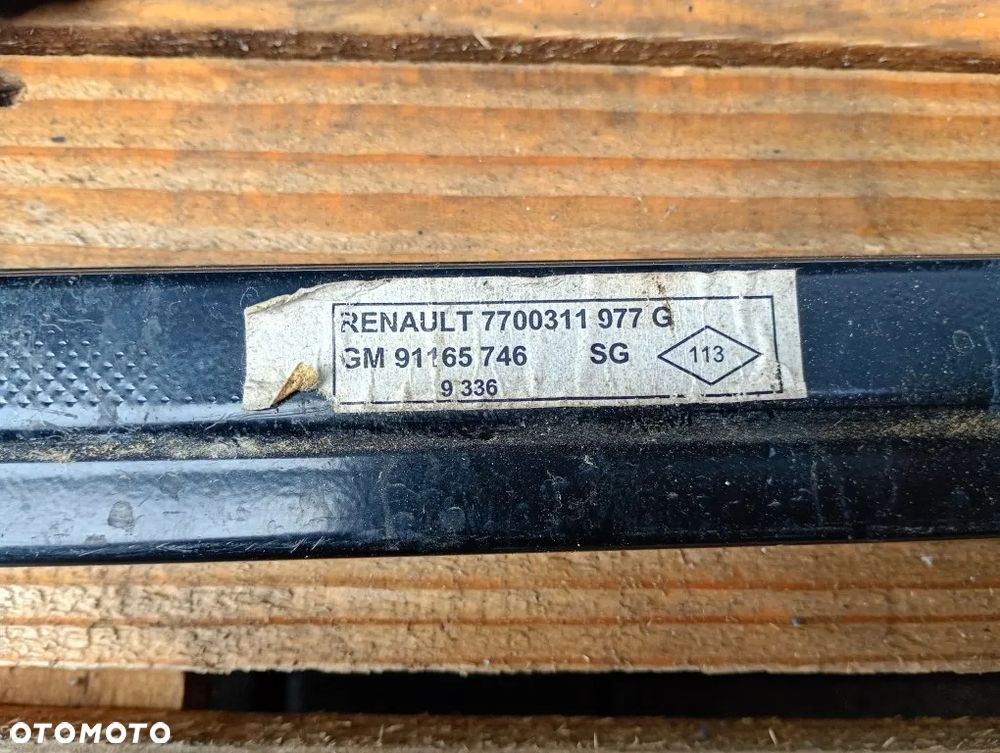 RENAULT 7700311 977 G
GM 91165 746 SG 113
9 336
OTOMOTO